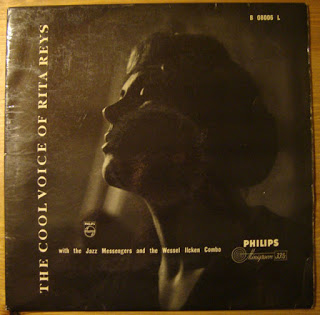 B 08006 L
THE COOL VOICE OF RITA REYS
PHILIPS
with the Jazz Messengers and the Wessel Ilcken Combo
PHILIPS
Minigroove 33⅓